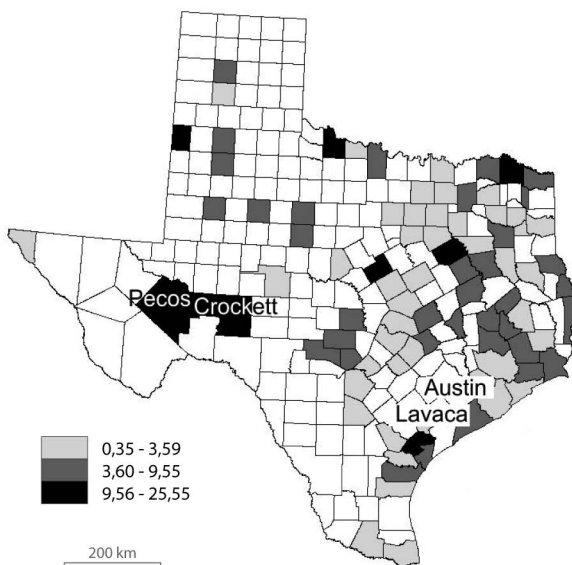 Pecos Crockett
Austin
Lavaca
0,35 - 3,59
3,60 - 9,55
9,56 - 25,55
200 km